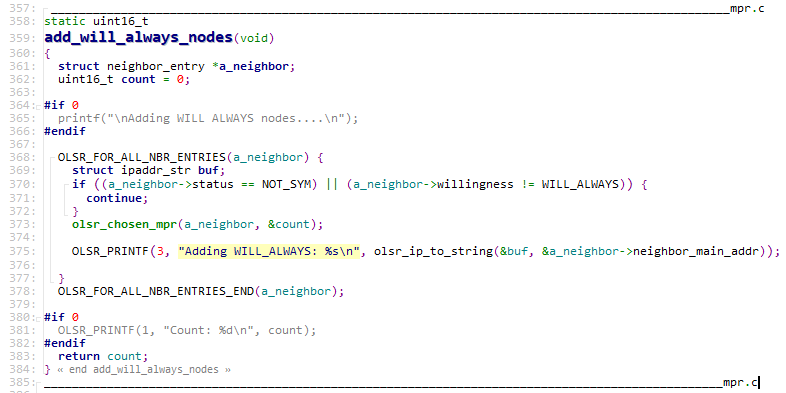 357: ____________________________________________________________________________________________________mpr.c
358: static uint16_t
359: add_will_always_nodes(void)
360: {
361:   struct neighbor_entry *a_neighbor;
362:   uint16_t count = 0;
363:
364: #if 0
365:   printf("\nAdding WILL ALWAYS nodes....\n");
366: #endif
367:
368:   OLSR_FOR_ALL_NBR_ENTRIES(a_neighbor) {
369:     struct ipaddr_str buf;
370:     if ((a_neighbor->status == NOT_SYM) || (a_neighbor->willingness != WILL_ALWAYS)) {
371:       continue;
372:     }
373:     olsr_chosen_mpr(a_neighbor, &count);
374:
375:     OLSR_PRINTF(3, "Adding WILL_ALWAYS: %s\n", olsr_ip_to_string(&buf, &a_neighbor->neighbor_main_addr));
376:
377:   }
378:   OLSR_FOR_ALL_NBR_ENTRIES_END(a_neighbor);
379:
380: #if 0
381:   OLSR_PRINTF(1, "Count: %d\n", count);
382: #endif
383:   return count;
384: } « end add_will_always_nodes »
385: ____________________________________________________________________________________________________mpr.c